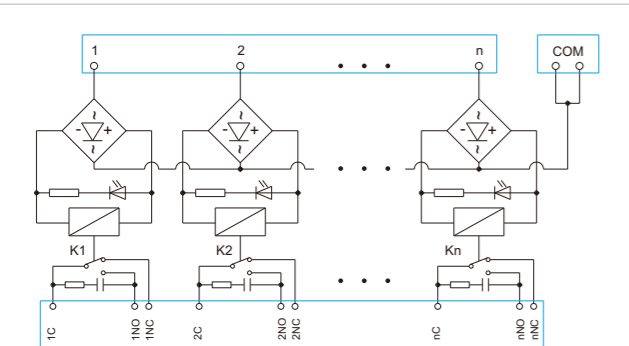 1 2 • • • n COM
~ ~ ~
- + - + - +
~ ~ ~
• • •
K1 K2 Kn
• • •
1C 1NO 1NC 2C 2NO 2NC nC nNO nNC